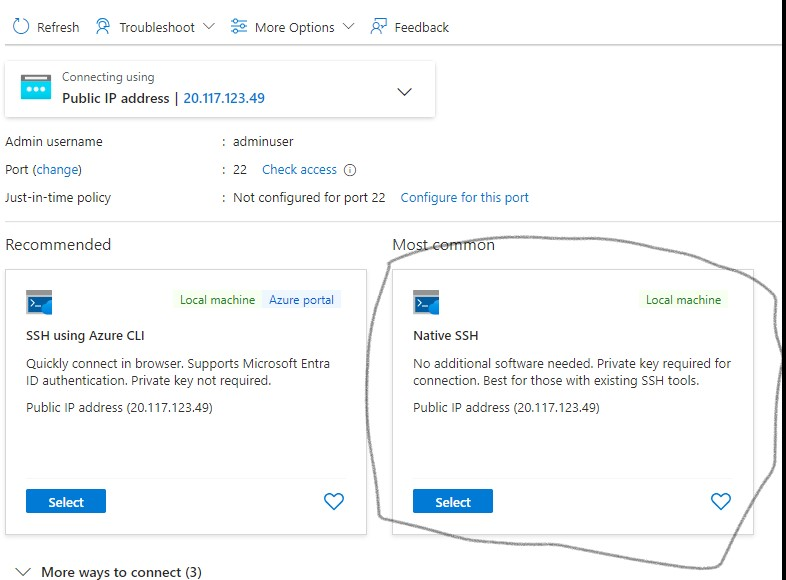 Refresh Troubleshoot More Options Feedback
Connecting using
Public IP address | 20.117.123.49
Admin username : adminuser
Port (change) : 22 Check access
Just-in-time policy : Not configured for port 22 Configure for this port
Recommended
SSH using Azure CLI
Local machine Azure portal
Quickly connect in browser. Supports Microsoft Entra
ID authentication. Private key not required.
Public IP address (20.117.123.49)
Select
Most common
Native SSH
Local machine
No additional software needed. Private key required for
connection. Best for those with existing SSH tools.
Public IP address (20.117.123.49)
Select
More ways to connect (3)